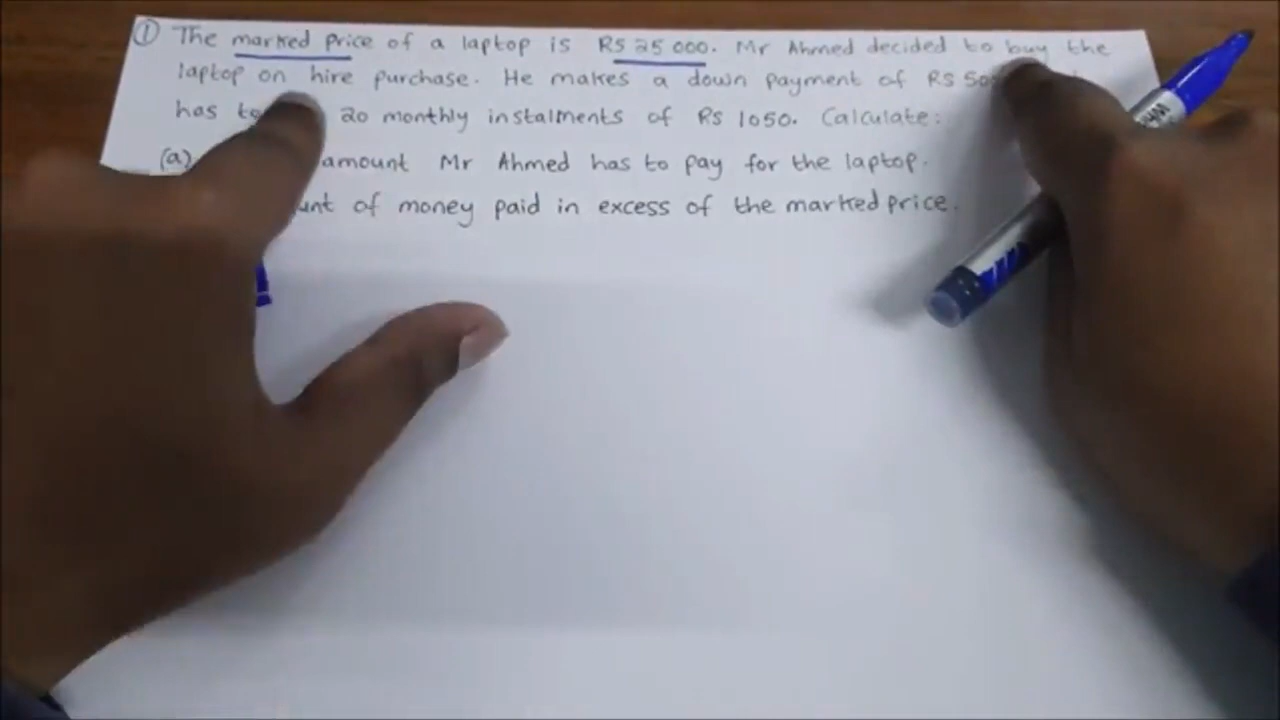 ① The marked price of a laptop is Rs 25 000. Mr Ahmed decided to buy the
laptop on hire purchase. He makes a down payment of Rs
has 20 monthly instalments of Rs 1050. Calculate:
(a) amount Mr Ahmed has to pay for the laptop.
of money paid in excess of the marked price.